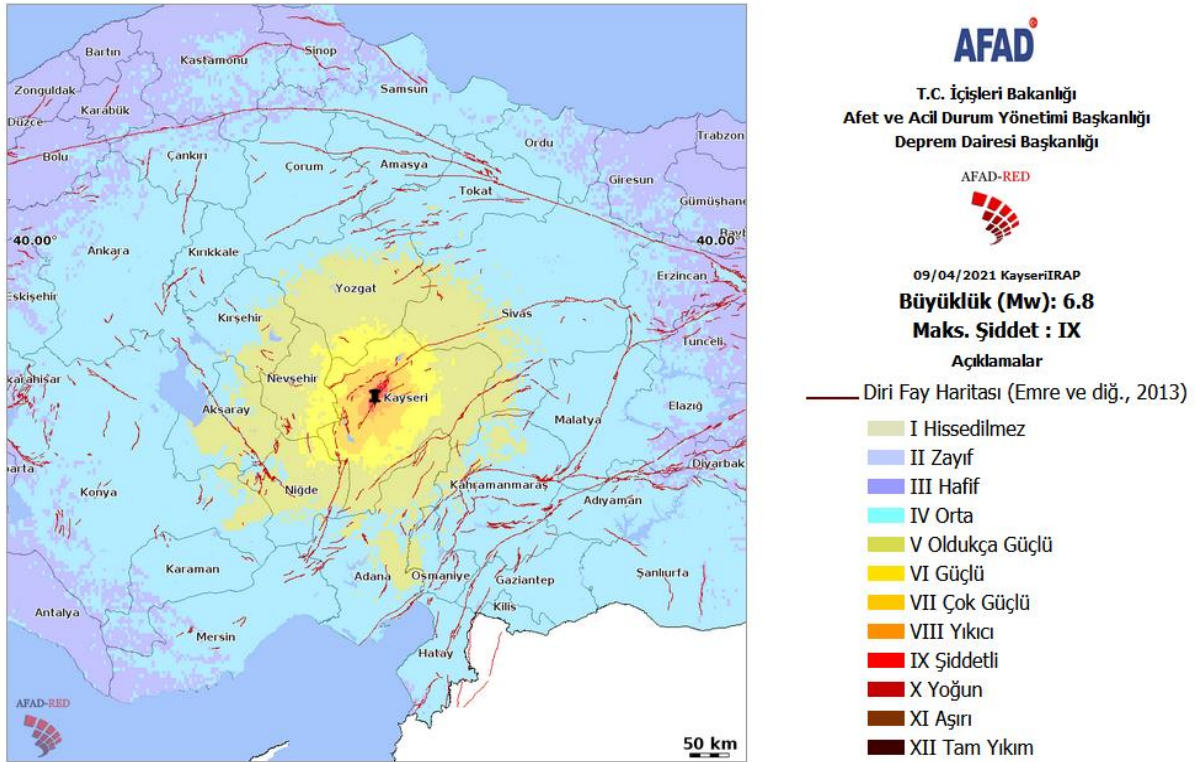 Bartın
Kastamonu
Sinop
Zonguldak
Karabük
Samsun
Düzce
Bolu
Çankırı
Çorum
Amasya
Ordu
Trabzon
Tokat
Giresun
Gümüşhane
40.00°
Ankara
Kırıkkale
40.00°
Bayb
Erzincan
Eskişehir
Yozgat
Kırşehir
Sivas
Tunceli
karahisar
Nevşehir
Kayseri
Aksaray
Malatya
Elazığ
parta
Konya
Niğde
Kahramanmaraş
Diyarbak
Adıyaman
Karaman
Adana
Osmaniye
Gaziantep
Şanlıurfa
Antalya
Kilis
Mersin
Hatay
AFAD-RED
50 km
AFAD
T.C. İçişleri Bakanlığı
Afet ve Acil Durum Yönetimi Başkanlığı
Deprem Dairesi Başkanlığı
AFAD-RED
09/04/2021 KayseriIRAP
Büyüklük (Mw): 6.8
Maks. Şiddet : IX
Açıklamalar
Diri Fay Haritası (Emre ve diğ., 2013)
I Hissedilmez
II Zayıf
III Hafif
IV Orta
V Oldukça Güçlü
VI Güçlü
VII Çok Güçlü
VIII Yıkıcı
IX Şiddetli
X Yoğun
XI Aşırı
XII Tam Yıkım